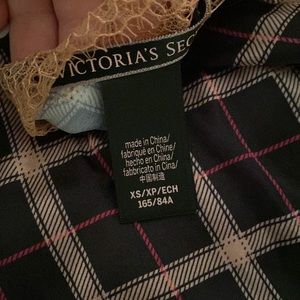 VICTORIA'S SEC
made in China/
fabriqué en Chine/
hecho en China/
fabbricato in Cina/
中国制造
XS/XP/ECH
165/84A